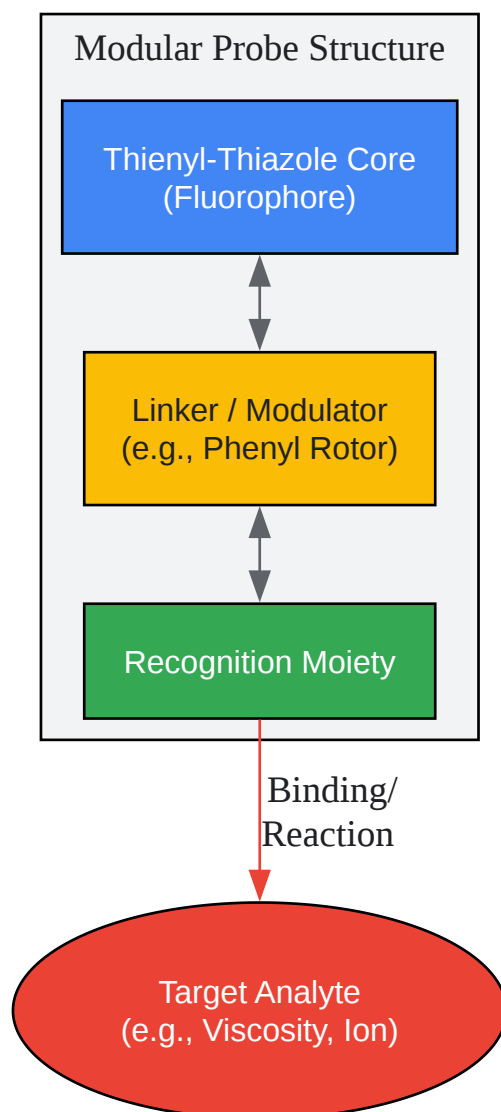 Modular Probe Structure
Thienyl-Thiazole Core
(Fluorophore)
Linker / Modulator
(e.g., Phenyl Rotor)
Recognition Moiety
Binding/
Reaction
Target Analyte
(e.g., Viscosity, Ion)